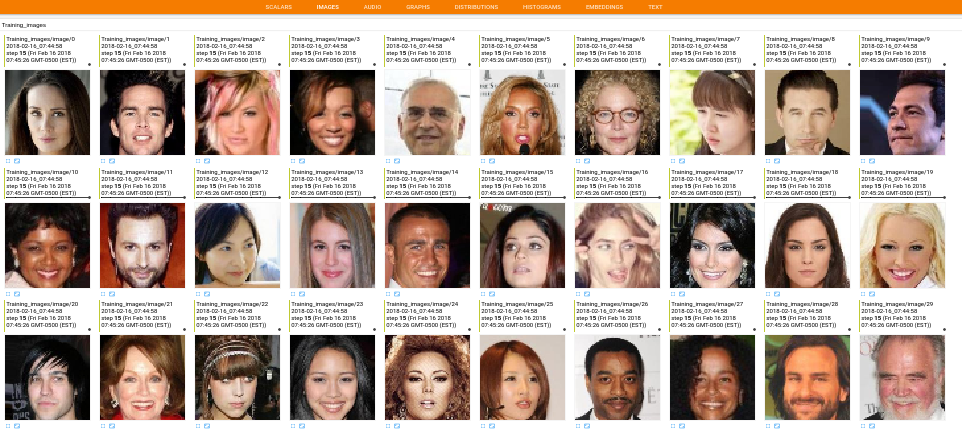 SCALARS IMAGES AUDIO GRAPHS DISTRIBUTIONS HISTOGRAMS EMBEDDINGS TEXT
Training_images
Training_images/image/0 Training_images/image/1 Training_images/image/2 Training_images/image/3 Training_images/image/4 Training_images/image/5 Training_images/image/6 Training_images/image/7 Training_images/image/8 Training_images/image/9
2018-02-16_07:44:58 2018-02-16_07:44:58 2018-02-16_07:44:58 2018-02-16_07:44:58 2018-02-16_07:44:58 2018-02-16_07:44:58 2018-02-16_07:44:58 2018-02-16_07:44:58 2018-02-16_07:44:58 2018-02-16_07:44:58
step 15 (Fri Feb 16 2018 step 15 (Fri Feb 16 2018 step 15 (Fri Feb 16 2018 step 15 (Fri Feb 16 2018 step 15 (Fri Feb 16 2018 step 15 (Fri Feb 16 2018 step 15 (Fri Feb 16 2018 step 15 (Fri Feb 16 2018 step 15 (Fri Feb 16 2018 step 15 (Fri Feb 16 2018
07:45:26 GMT-0500 (EST)) 07:45:26 GMT-0500 (EST)) 07:45:26 GMT-0500 (EST)) 07:45:26 GMT-0500 (EST)) 07:45:26 GMT-0500 (EST)) 07:45:26 GMT-0500 (EST)) 07:45:26 GMT-0500 (EST)) 07:45:26 GMT-0500 (EST)) 07:45:26 GMT-0500 (EST)) 07:45:26 GMT-0500 (EST))
Training_images/image/10 Training_images/image/11 Training_images/image/12 Training_images/image/13 Training_images/image/14 Training_images/image/15 Training_images/image/16 Training_images/image/17 Training_images/image/18 Training_images/image/19
2018-02-16_07:44:58 2018-02-16_07:44:58 2018-02-16_07:44:58 2018-02-16_07:44:58 2018-02-16_07:44:58 2018-02-16_07:44:58 2018-02-16_07:44:58 2018-02-16_07:44:58 2018-02-16_07:44:58 2018-02-16_07:44:58
step 15 (Fri Feb 16 2018 step 15 (Fri Feb 16 2018 step 15 (Fri Feb 16 2018 step 15 (Fri Feb 16 2018 step 15 (Fri Feb 16 2018 step 15 (Fri Feb 16 2018 step 15 (Fri Feb 16 2018 step 15 (Fri Feb 16 2018 step 15 (Fri Feb 16 2018 step 15 (Fri Feb 16 2018
07:45:26 GMT-0500 (EST)) 07:45:26 GMT-0500 (EST)) 07:45:26 GMT-0500 (EST)) 07:45:26 GMT-0500 (EST)) 07:45:26 GMT-0500 (EST)) 07:45:26 GMT-0500 (EST)) 07:45:26 GMT-0500 (EST)) 07:45:26 GMT-0500 (EST)) 07:45:26 GMT-0500 (EST)) 07:45:26 GMT-0500 (EST))
Training_images/image/20 Training_images/image/21 Training_images/image/22 Training_images/image/23 Training_images/image/24 Training_images/image/25 Training_images/image/26 Training_images/image/27 Training_images/image/28 Training_images/image/29
2018-02-16_07:44:58 2018-02-16_07:44:58 2018-02-16_07:44:58 2018-02-16_07:44:58 2018-02-16_07:44:58 2018-02-16_07:44:58 2018-02-16_07:44:58 2018-02-16_07:44:58 2018-02-16_07:44:58 2018-02-16_07:44:58
step 15 (Fri Feb 16 2018 step 15 (Fri Feb 16 2018 step 15 (Fri Feb 16 2018 step 15 (Fri Feb 16 2018 step 15 (Fri Feb 16 2018 step 15 (Fri Feb 16 2018 step 15 (Fri Feb 16 2018 step 15 (Fri Feb 16 2018 step 15 (Fri Feb 16 2018 step 15 (Fri Feb 16 2018
07:45:26 GMT-0500 (EST)) 07:45:26 GMT-0500 (EST)) 07:45:26 GMT-0500 (EST)) 07:45:26 GMT-0500 (EST)) 07:45:26 GMT-0500 (EST)) 07:45:26 GMT-0500 (EST)) 07:45:26 GMT-0500 (EST)) 07:45:26 GMT-0500 (EST)) 07:45:26 GMT-0500 (EST)) 07:45:26 GMT-0500 (EST))